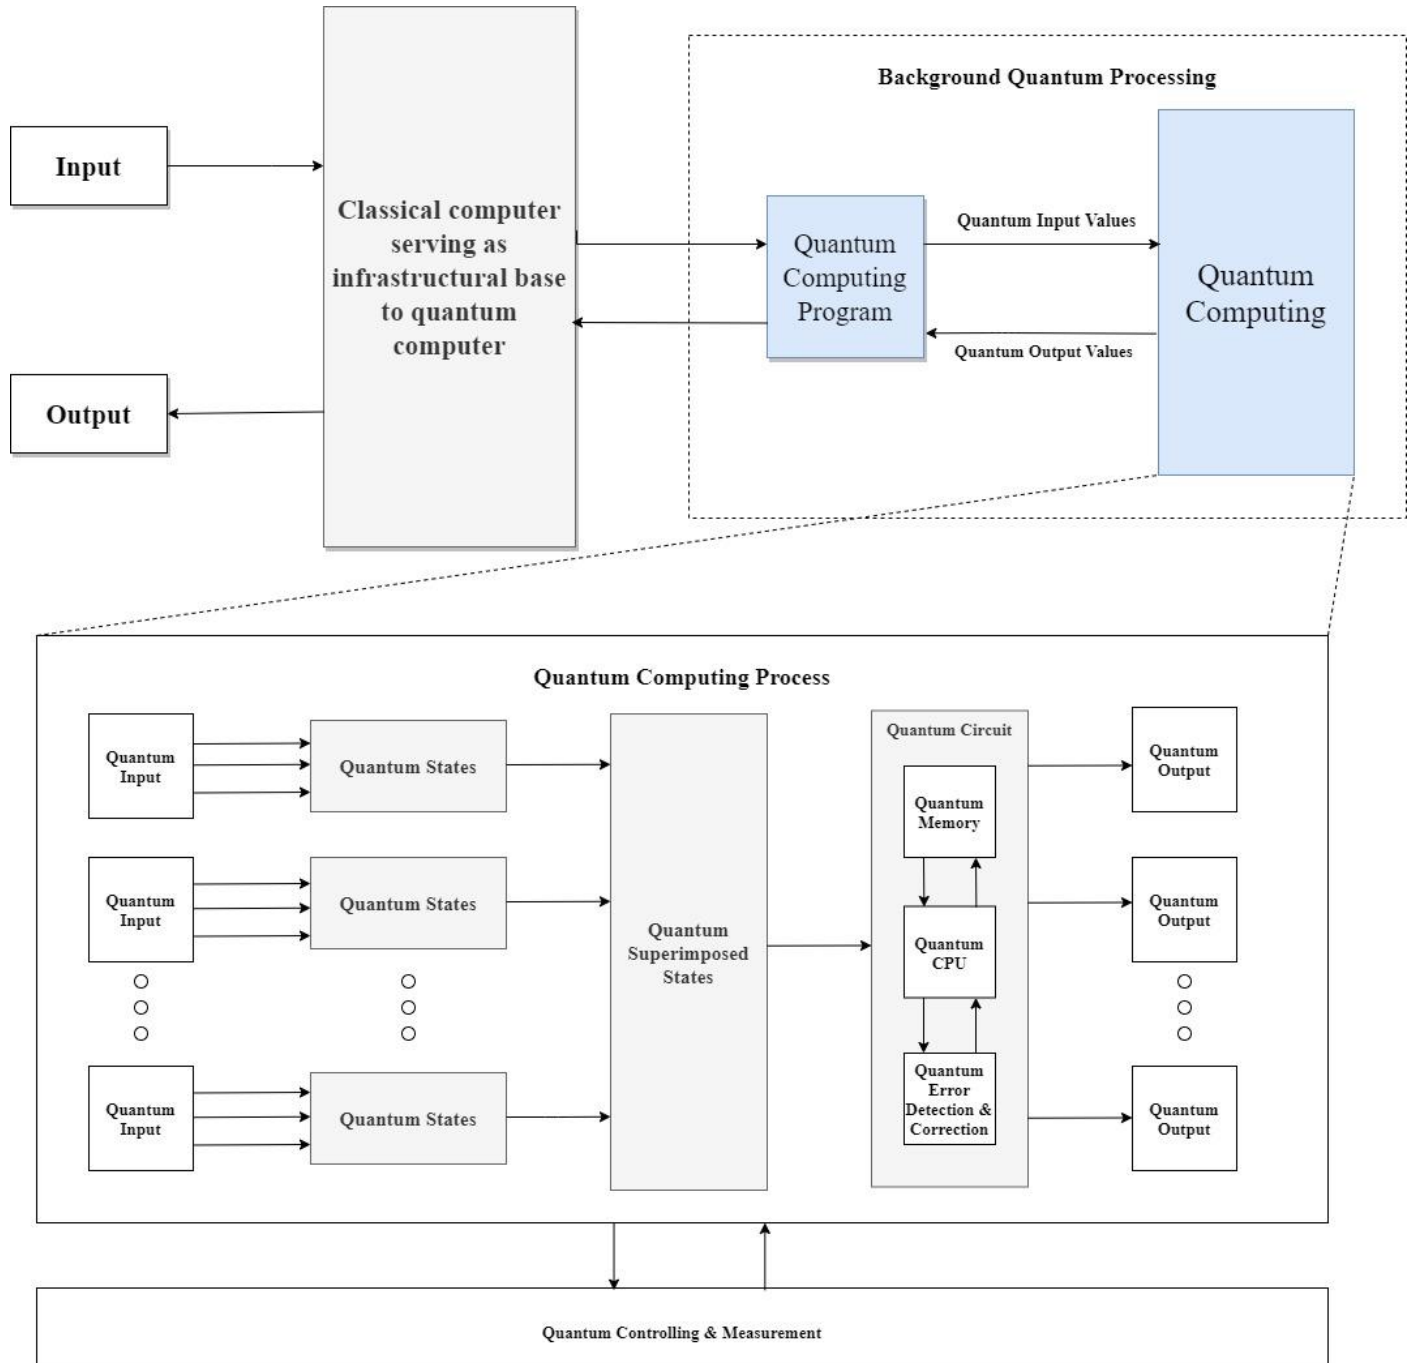 Background Quantum Processing
Input
Classical computer
serving as
infrastructural base
to quantum
computer
Quantum
Computing
Program
Quantum Input Values
Quantum Output Values
Quantum
Computing
Output
Quantum Computing Process
Quantum
Input
Quantum States
Quantum
Input
Quantum States
Quantum
Input
Quantum States
Quantum
Superimposed
States
Quantum Circuit
Quantum
Memory
Quantum
CPU
Quantum
Error
Detection &
Correction
Quantum
Output
Quantum
Output
Quantum
Output
Quantum Controlling & Measurement